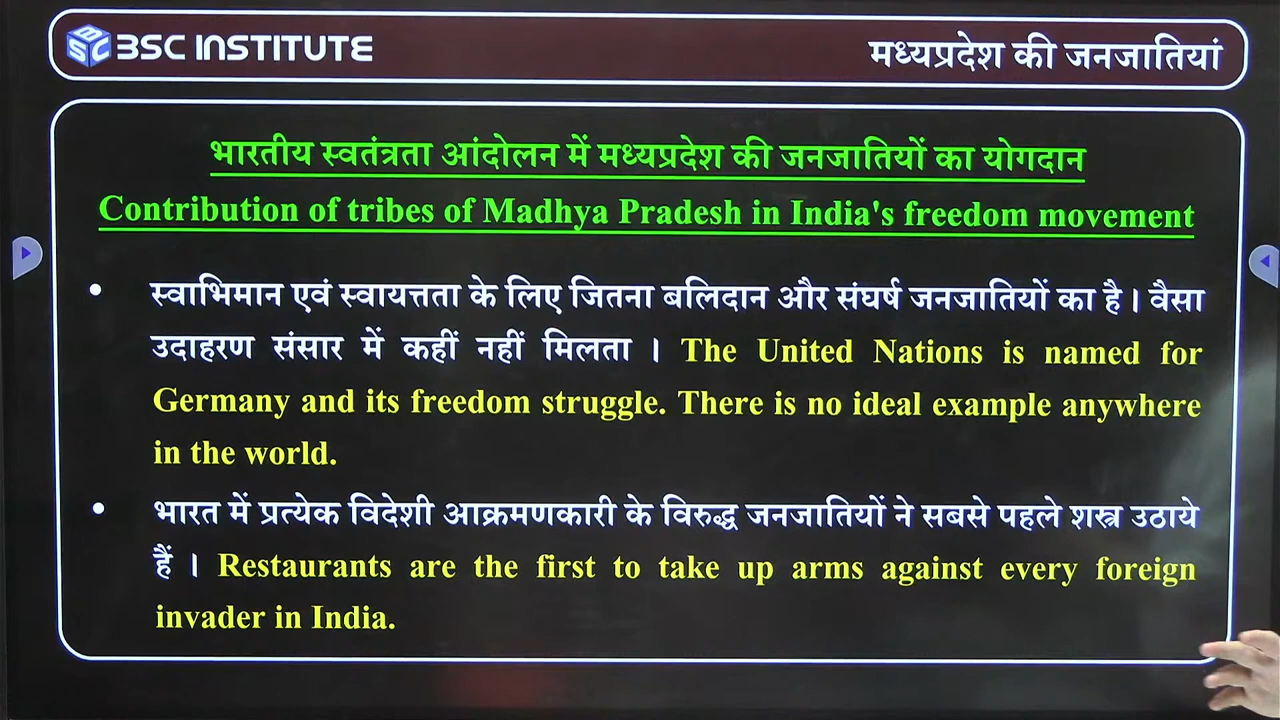 BSC
BSC INSTITUTE
मध्यप्रदेश की जनजातियां
भारतीय स्वतंत्रता आंदोलन में मध्यप्रदेश की जनजातियों का योगदान
Contribution of tribes of Madhya Pradesh in India's freedom movement
• स्वाभिमान एवं स्वायत्तता के लिए जितना बलिदान और संघर्ष जनजातियों का है। वैसा
उदाहरण संसार में कहीं नहीं मिलता । The United Nations is named for
Germany and its freedom struggle. There is no ideal example anywhere
in the world.
• भारत में प्रत्येक विदेशी आक्रमणकारी के विरुद्ध जनजातियों ने सबसे पहले शस्त्र उठाये
हैं । Restaurants are the first to take up arms against every foreign
invader in India.